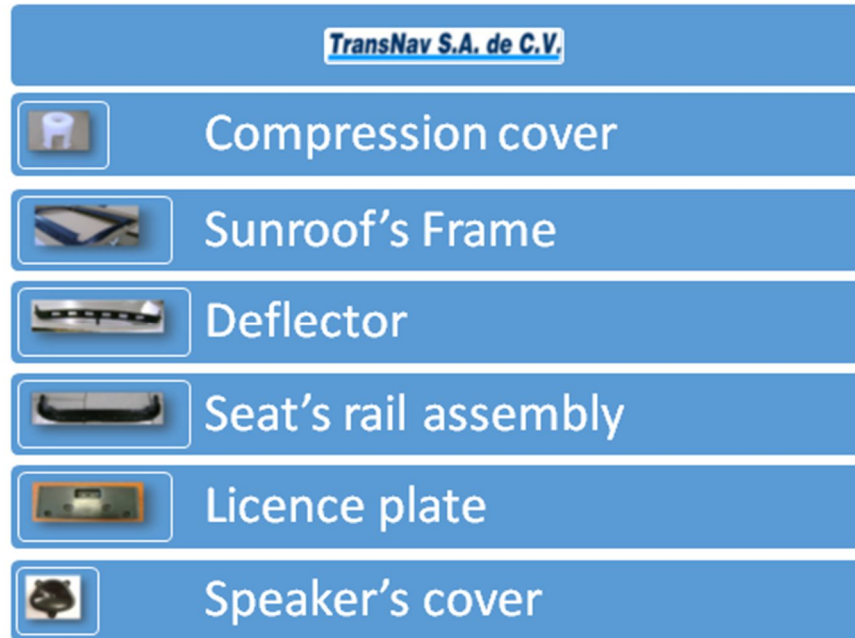 TransNav S.A. de C.V.
Compression cover
Sunroof's Frame
Deflector
Seat's rail assembly
Licence plate
Speaker's cover